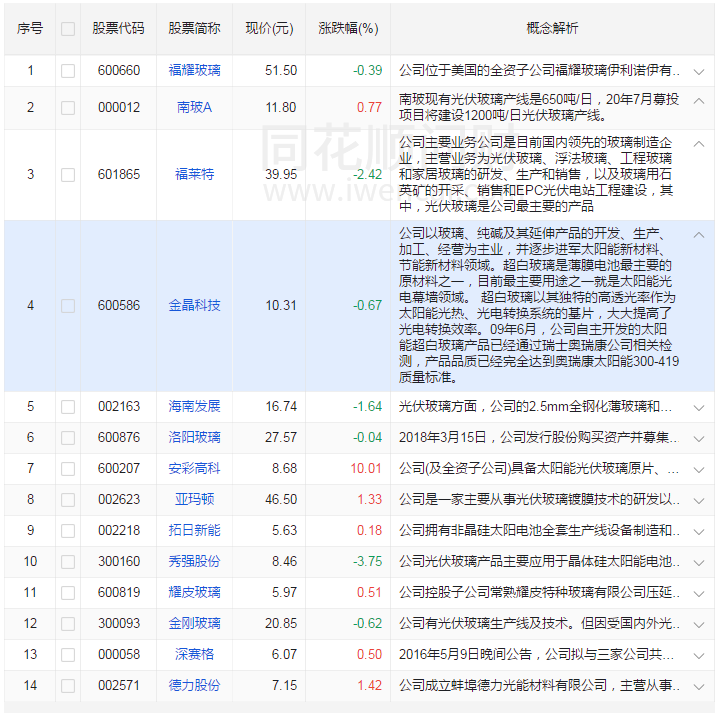 序号 股票代码 股票简称 现价(元) 涨跌幅(%) 概念解析
1 600660 福耀玻璃 51.50 -0.39 公司位于美国的全资子公司福耀玻璃伊利诺伊有..
2 000012 南玻A 11.80 0.77 南玻现有光伏玻璃产线是650吨/日，20年7月募投
项目将建设1200吨/日光伏玻璃产线。
3 601865 福莱特 39.95 -2.42 公司主要业务公司是目前国内领先的玻璃制造企
业，主营业务为光伏玻璃、浮法玻璃、工程玻璃
和家居玻璃的研发、生产和销售，以及玻璃用石
英矿的开采、销售和EPC光伏电站工程建设，其
中，光伏玻璃是公司最主要的产品
同花顺问财
www.iwencai.com
4 600586 金晶科技 10.31 -0.67 公司以玻璃、纯碱及其延伸产品的开发、生产、
加工、经营为主业，并逐步进军太阳能新材料、
节能新材料领域。超白玻璃是薄膜电池最主要的
原材料之一，目前最主要用途之一就是太阳能光
电幕墙领域。 超白玻璃以其独特的高透光率作为
太阳能光热、光电转换系统的基片，大大提高了
光电转换效率。09年6月，公司自主开发的太阳
能超白玻璃产品已经通过瑞士奥瑞康公司相关检
测，产品品质已经完全达到奥瑞康太阳能300-419
质量标准。
5 002163 海南发展 16.74 -1.64 光伏玻璃方面，公司的2.5mm全钢化薄玻璃和...
6 600876 洛阳玻璃 27.57 -0.04 2018年3月15日，公司发行股份购买资产并募集..
7 600207 安彩高科 8.68 10.01 公司(及全资子公司)具备太阳能光伏玻璃原片、...
8 002623 亚玛顿 46.50 1.33 公司是一家主要从事光伏玻璃镀膜技术的研发以..
9 002218 拓日新能 5.63 0.18 公司拥有非晶硅太阳电池全套生产线设备制造和..
10 300160 秀强股份 8.46 -3.75 公司光伏玻璃产品主要应用于晶体硅太阳能电池..
11 600819 耀皮玻璃 5.97 0.51 公司控股子公司常熟耀皮特种玻璃有限公司压延..
12 300093 金刚玻璃 20.85 -0.62 公司有光伏玻璃生产线及技术。但因受国内外光..
13 000058 深赛格 6.07 0.50 2016年5月9日晚间公告，公司拟与三家公司共...
14 002571 德力股份 7.15 1.42 公司成立蚌埠德力光能材料有限公司，主营从事..